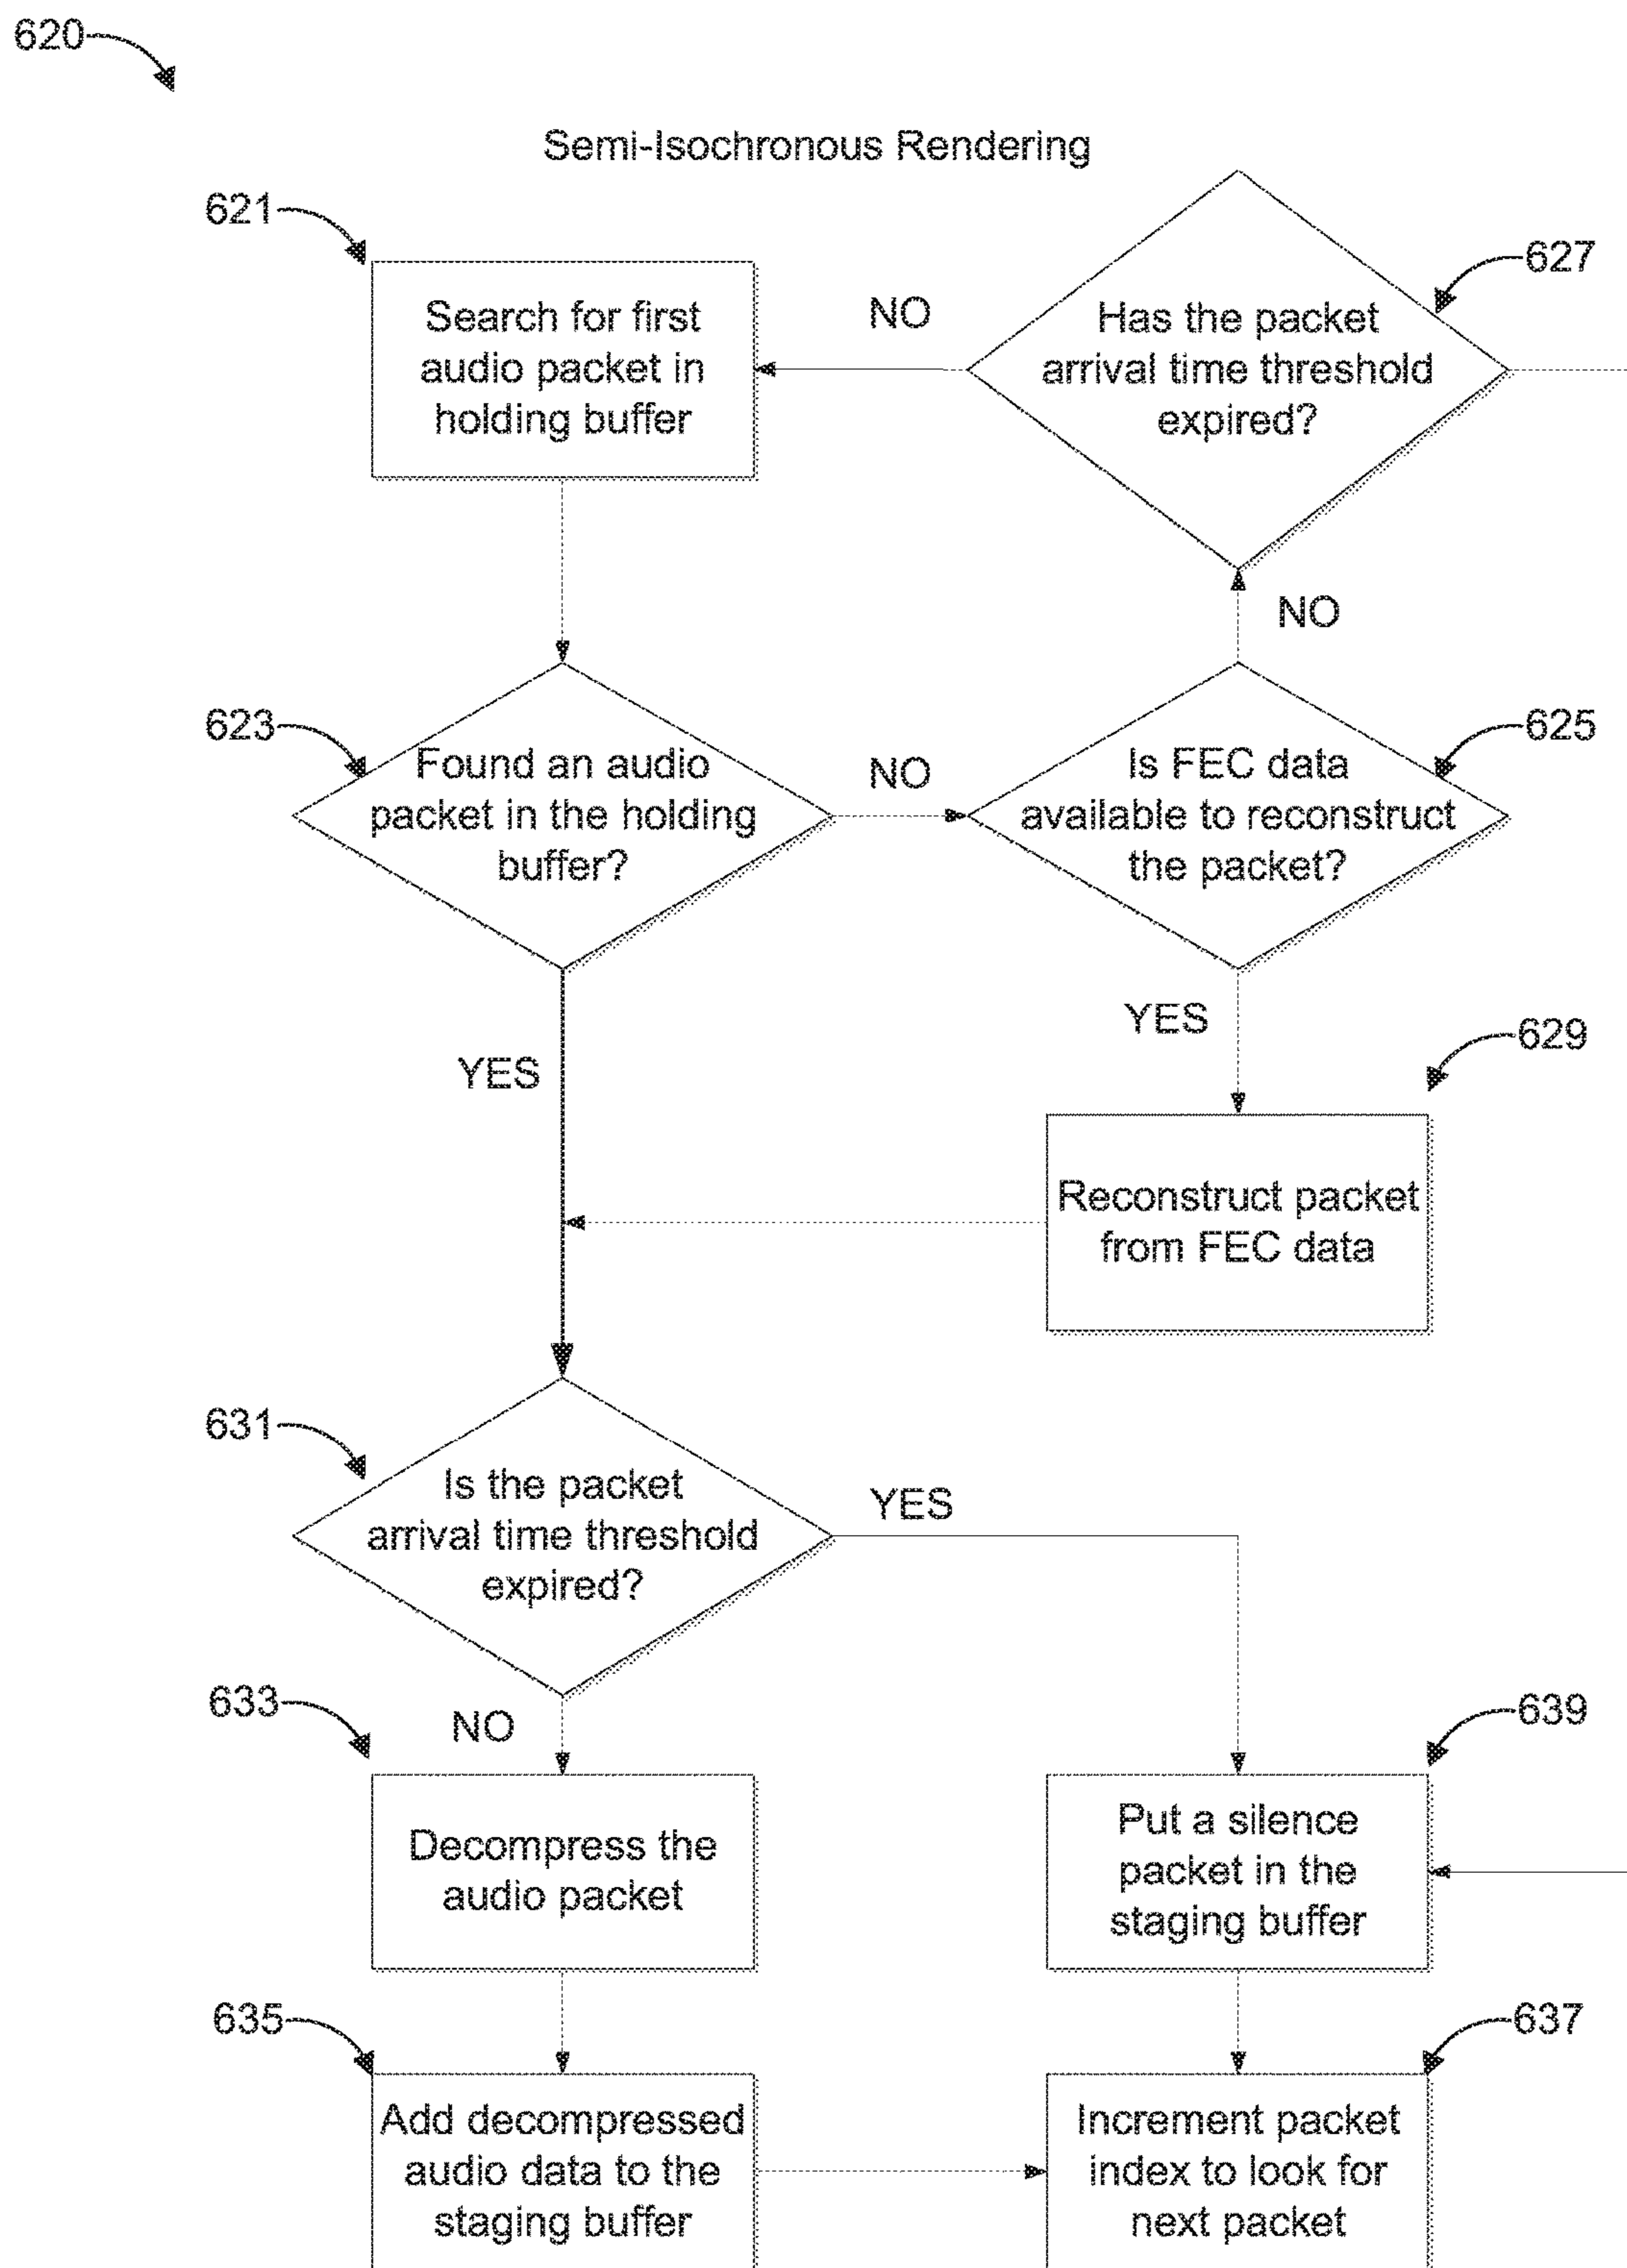 620
Semi-Isochronous Rendering
621
Search for first
audio packet in
holding buffer
NO
627
Has the packet
arrival time threshold
expired?
NO
623
Found an audio
packet in the holding
buffer?
NO
625
Is FEC data
available to reconstruct
the packet?
YES
YES
629
Reconstruct packet
from FEC data
631
Is the packet
arrival time threshold
expired?
YES
633
NO
639
Decompress the
audio packet
Put a silence
packet in the
staging buffer
635
637
Add decompressed
audio data to the
staging buffer
Increment packet
index to look for
next packet